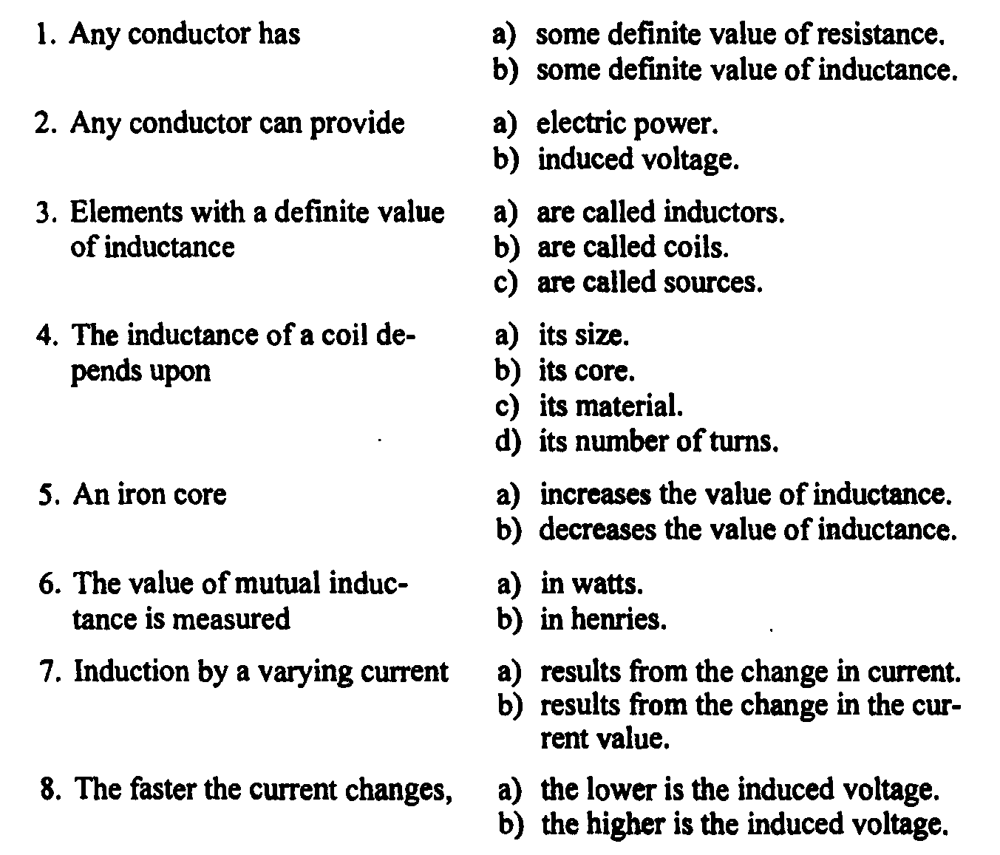 1. Any conductor has a) some definite value of resistance.
b) some definite value of inductance.
2. Any conductor can provide a) electric power.
b) induced voltage.
3. Elements with a definite value a) are called inductors.
of inductance b) are called coils.
c) are called sources.
4. The inductance of a coil de- a) its size.
pends upon b) its core.
c) its material.
d) its number of turns.
5. An iron core a) increases the value of inductance.
b) decreases the value of inductance.
6. The value of mutual induc- a) in watts.
tance is measured b) in henries.
7. Induction by a varying current a) results from the change in current.
b) results from the change in the cur-
rent value.
8. The faster the current changes, a) the lower is the induced voltage.
b) the higher is the induced voltage.